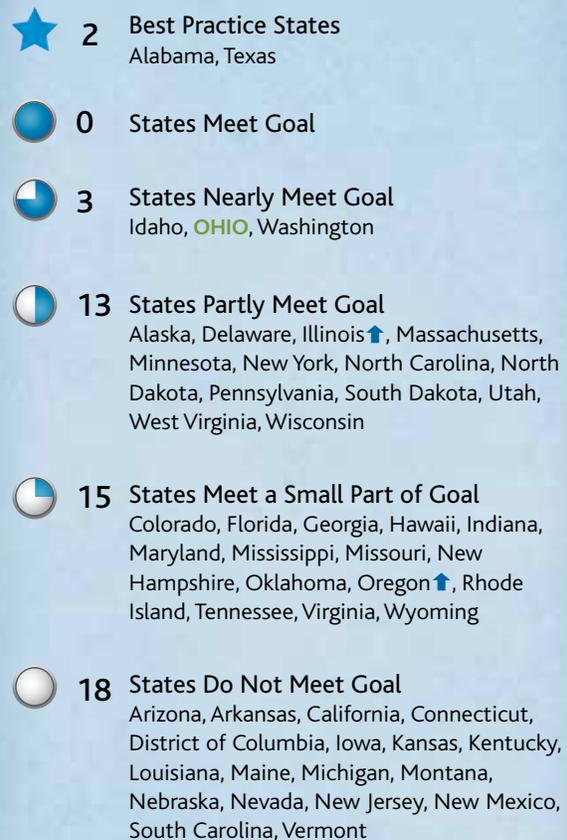 2 Best Practice States
Alabama, Texas
0 States Meet Goal
3 States Nearly Meet Goal
Idaho, OHIO, Washington
13 States Partly Meet Goal
Alaska, Delaware, Illinois⬆, Massachusetts,
Minnesota, New York, North Carolina, North
Dakota, Pennsylvania, South Dakota, Utah,
West Virginia, Wisconsin
15 States Meet a Small Part of Goal
Colorado, Florida, Georgia, Hawaii, Indiana,
Maryland, Mississippi, Missouri, New
Hampshire, Oklahoma, Oregon⬆, Rhode
Island, Tennessee, Virginia, Wyoming
18 States Do Not Meet Goal
Arizona, Arkansas, California, Connecticut,
District of Columbia, Iowa, Kansas, Kentucky,
Louisiana, Maine, Michigan, Montana,
Nebraska, Nevada, New Jersey, New Mexico,
South Carolina, Vermont